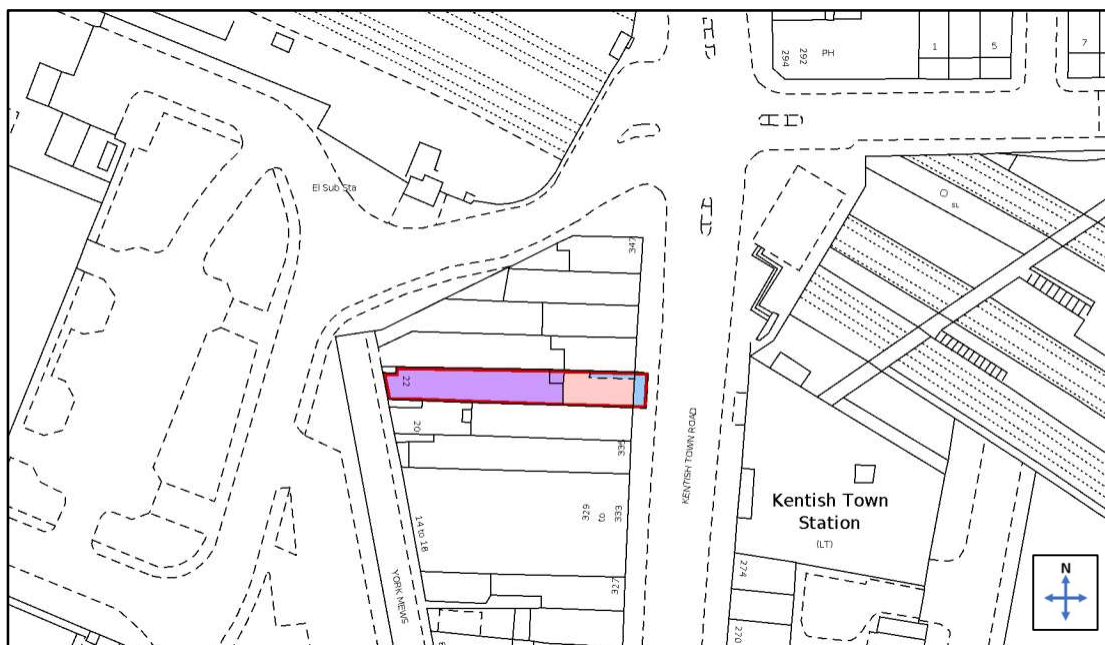 294
292
PH
1
5
7
El Sub Sta
SL
347
22
20
335
KENTISH TOWN ROAD
329
to
333
Kentish Town
Station
(LT)
14 to 18
YORK MEWS
327
274
270
N